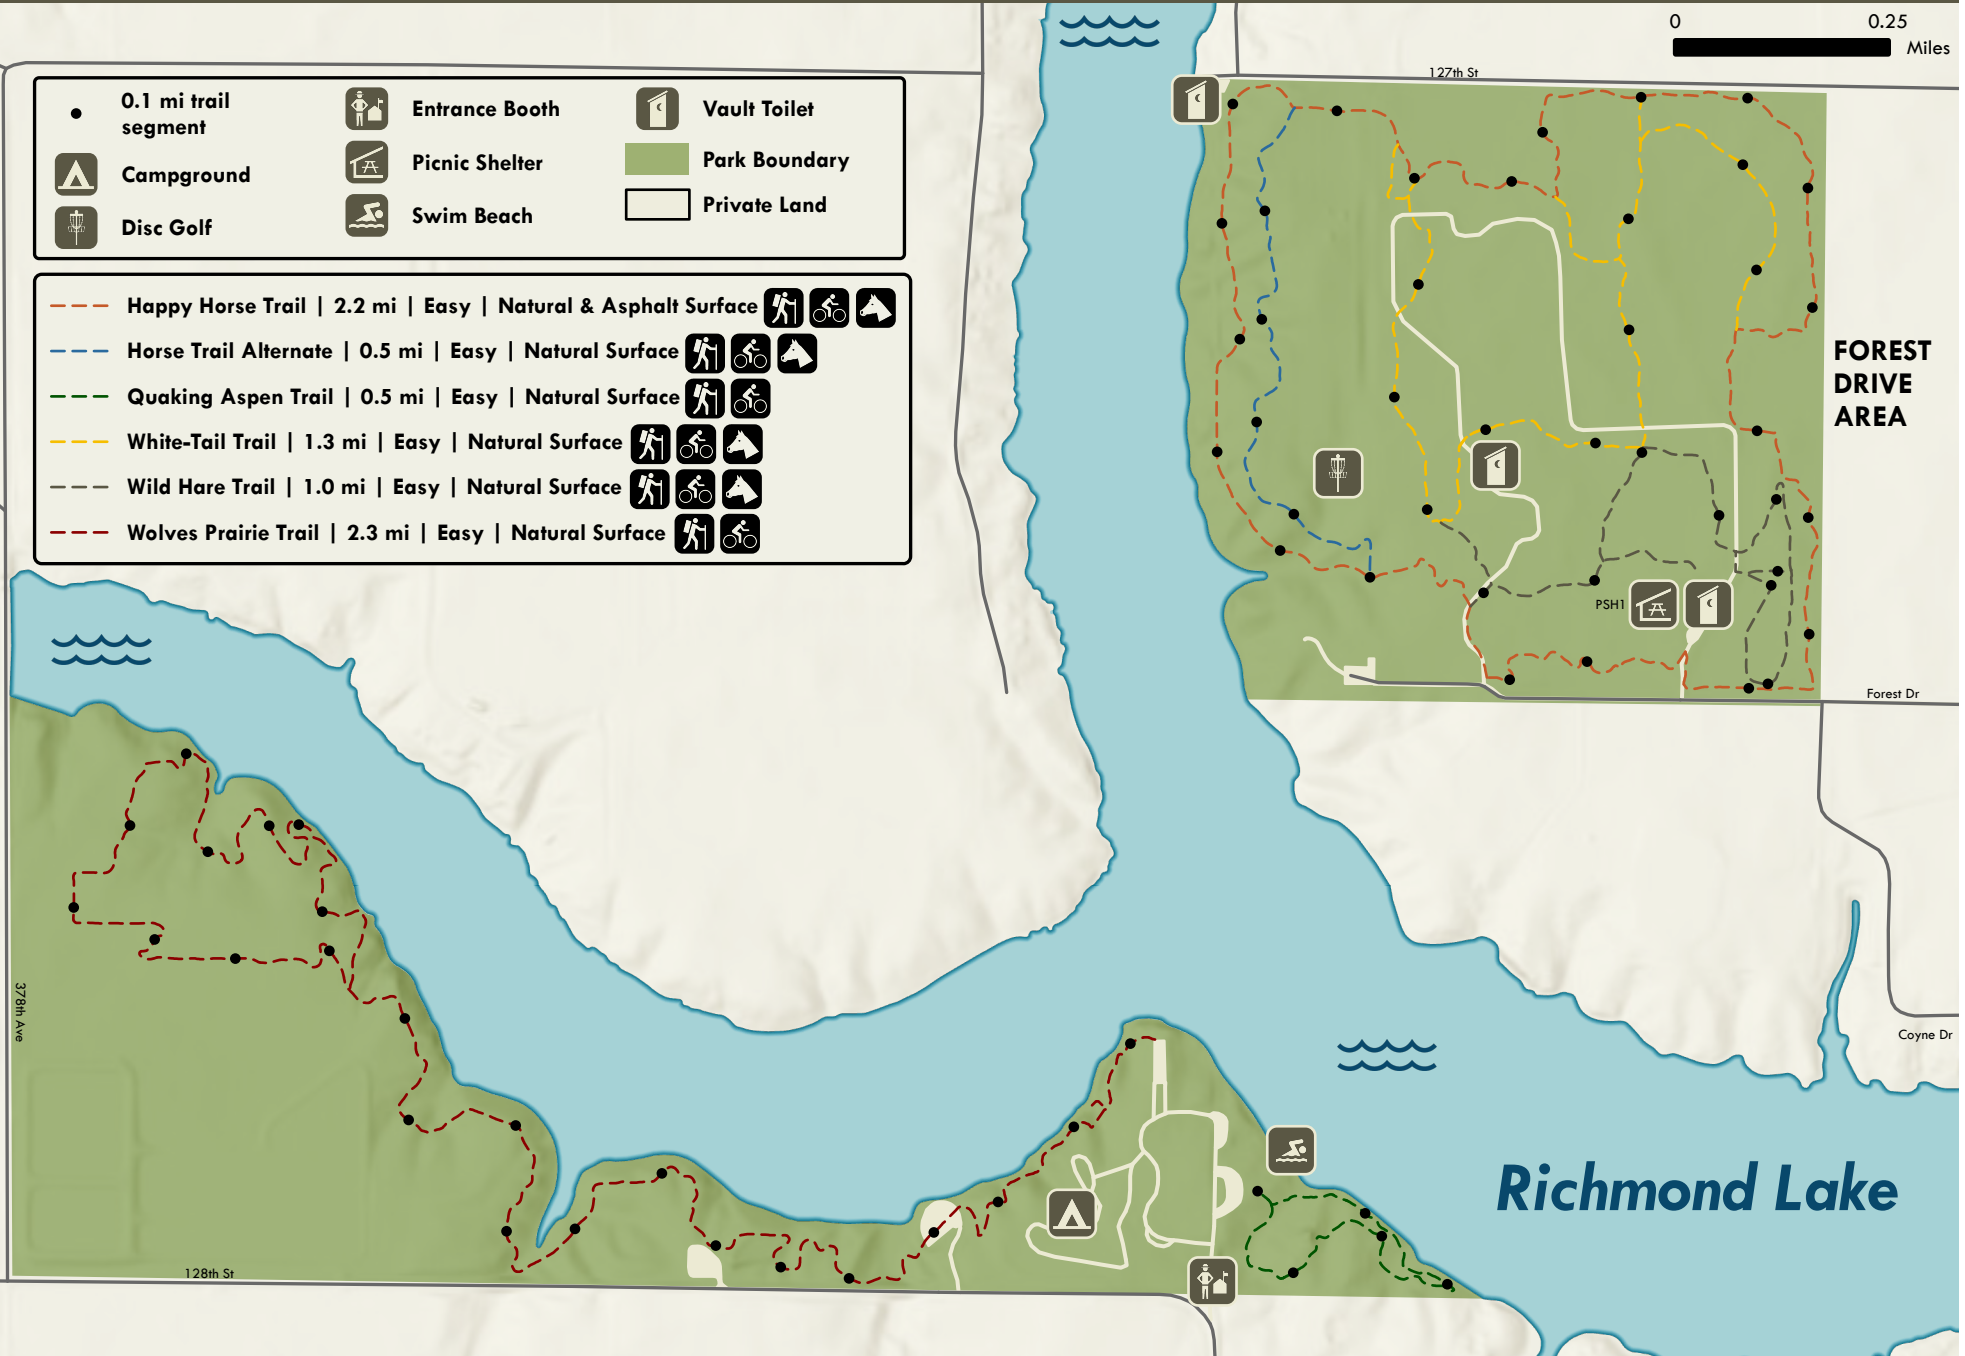 0 0.25
Miles
127th St
0.1 mi trail
segment
Campground
Disc Golf
Entrance Booth
Picnic Shelter
Swim Beach
Vault Toilet
Park Boundary
Private Land
Happy Horse Trail | 2.2 mi | Easy | Natural & Asphalt Surface
Horse Trail Alternate | 0.5 mi | Easy | Natural Surface
Quaking Aspen Trail | 0.5 mi | Easy | Natural Surface
White-Tail Trail | 1.3 mi | Easy | Natural Surface
Wild Hare Trail | 1.0 mi | Easy | Natural Surface
Wolves Prairie Trail | 2.3 mi | Easy | Natural Surface
FOREST
DRIVE
AREA
PSH1
Forest Dr
378th Ave
Coyne Dr
Richmond Lake
128th St